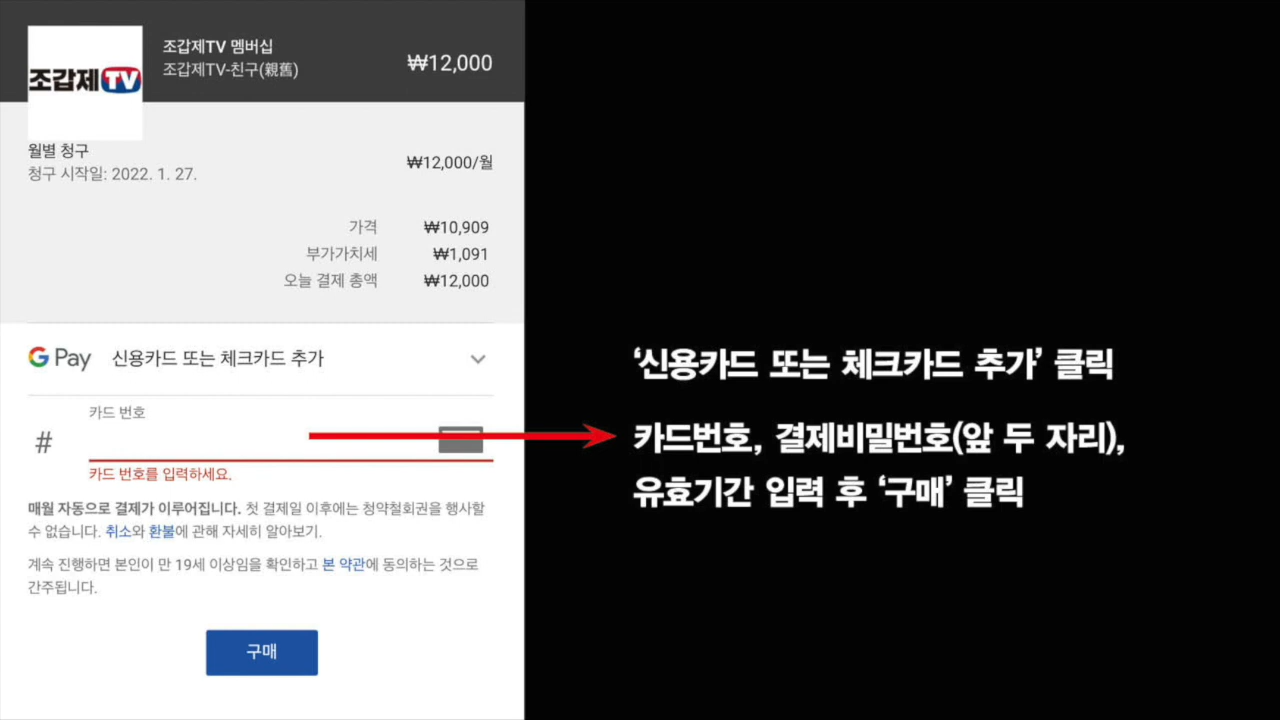 조갑제TV
조갑제TV 멤버십
조갑제TV-친구(親舊)
₩12,000
월별 청구
청구 시작일: 2022. 1. 27.
₩12,000/월
가격 ₩10,909
부가가치세 ₩1,091
오늘 결제 총액 ₩12,000
G Pay 신용카드 또는 체크카드 추가
카드 번호
#
카드 번호를 입력하세요.
매월 자동으로 결제가 이루어집니다. 첫 결제일 이후에는 청약철회권을 행사할
수 없습니다. 취소와 환불에 관해 자세히 알아보기.
계속 진행하면 본인이 만 19세 이상임을 확인하고 본 약관에 동의하는 것으로
간주됩니다.
구매
‘신용카드 또는 체크카드 추가’ 클릭
카드번호, 결제비밀번호(앞 두 자리),
유효기간 입력 후 ‘구매’ 클릭